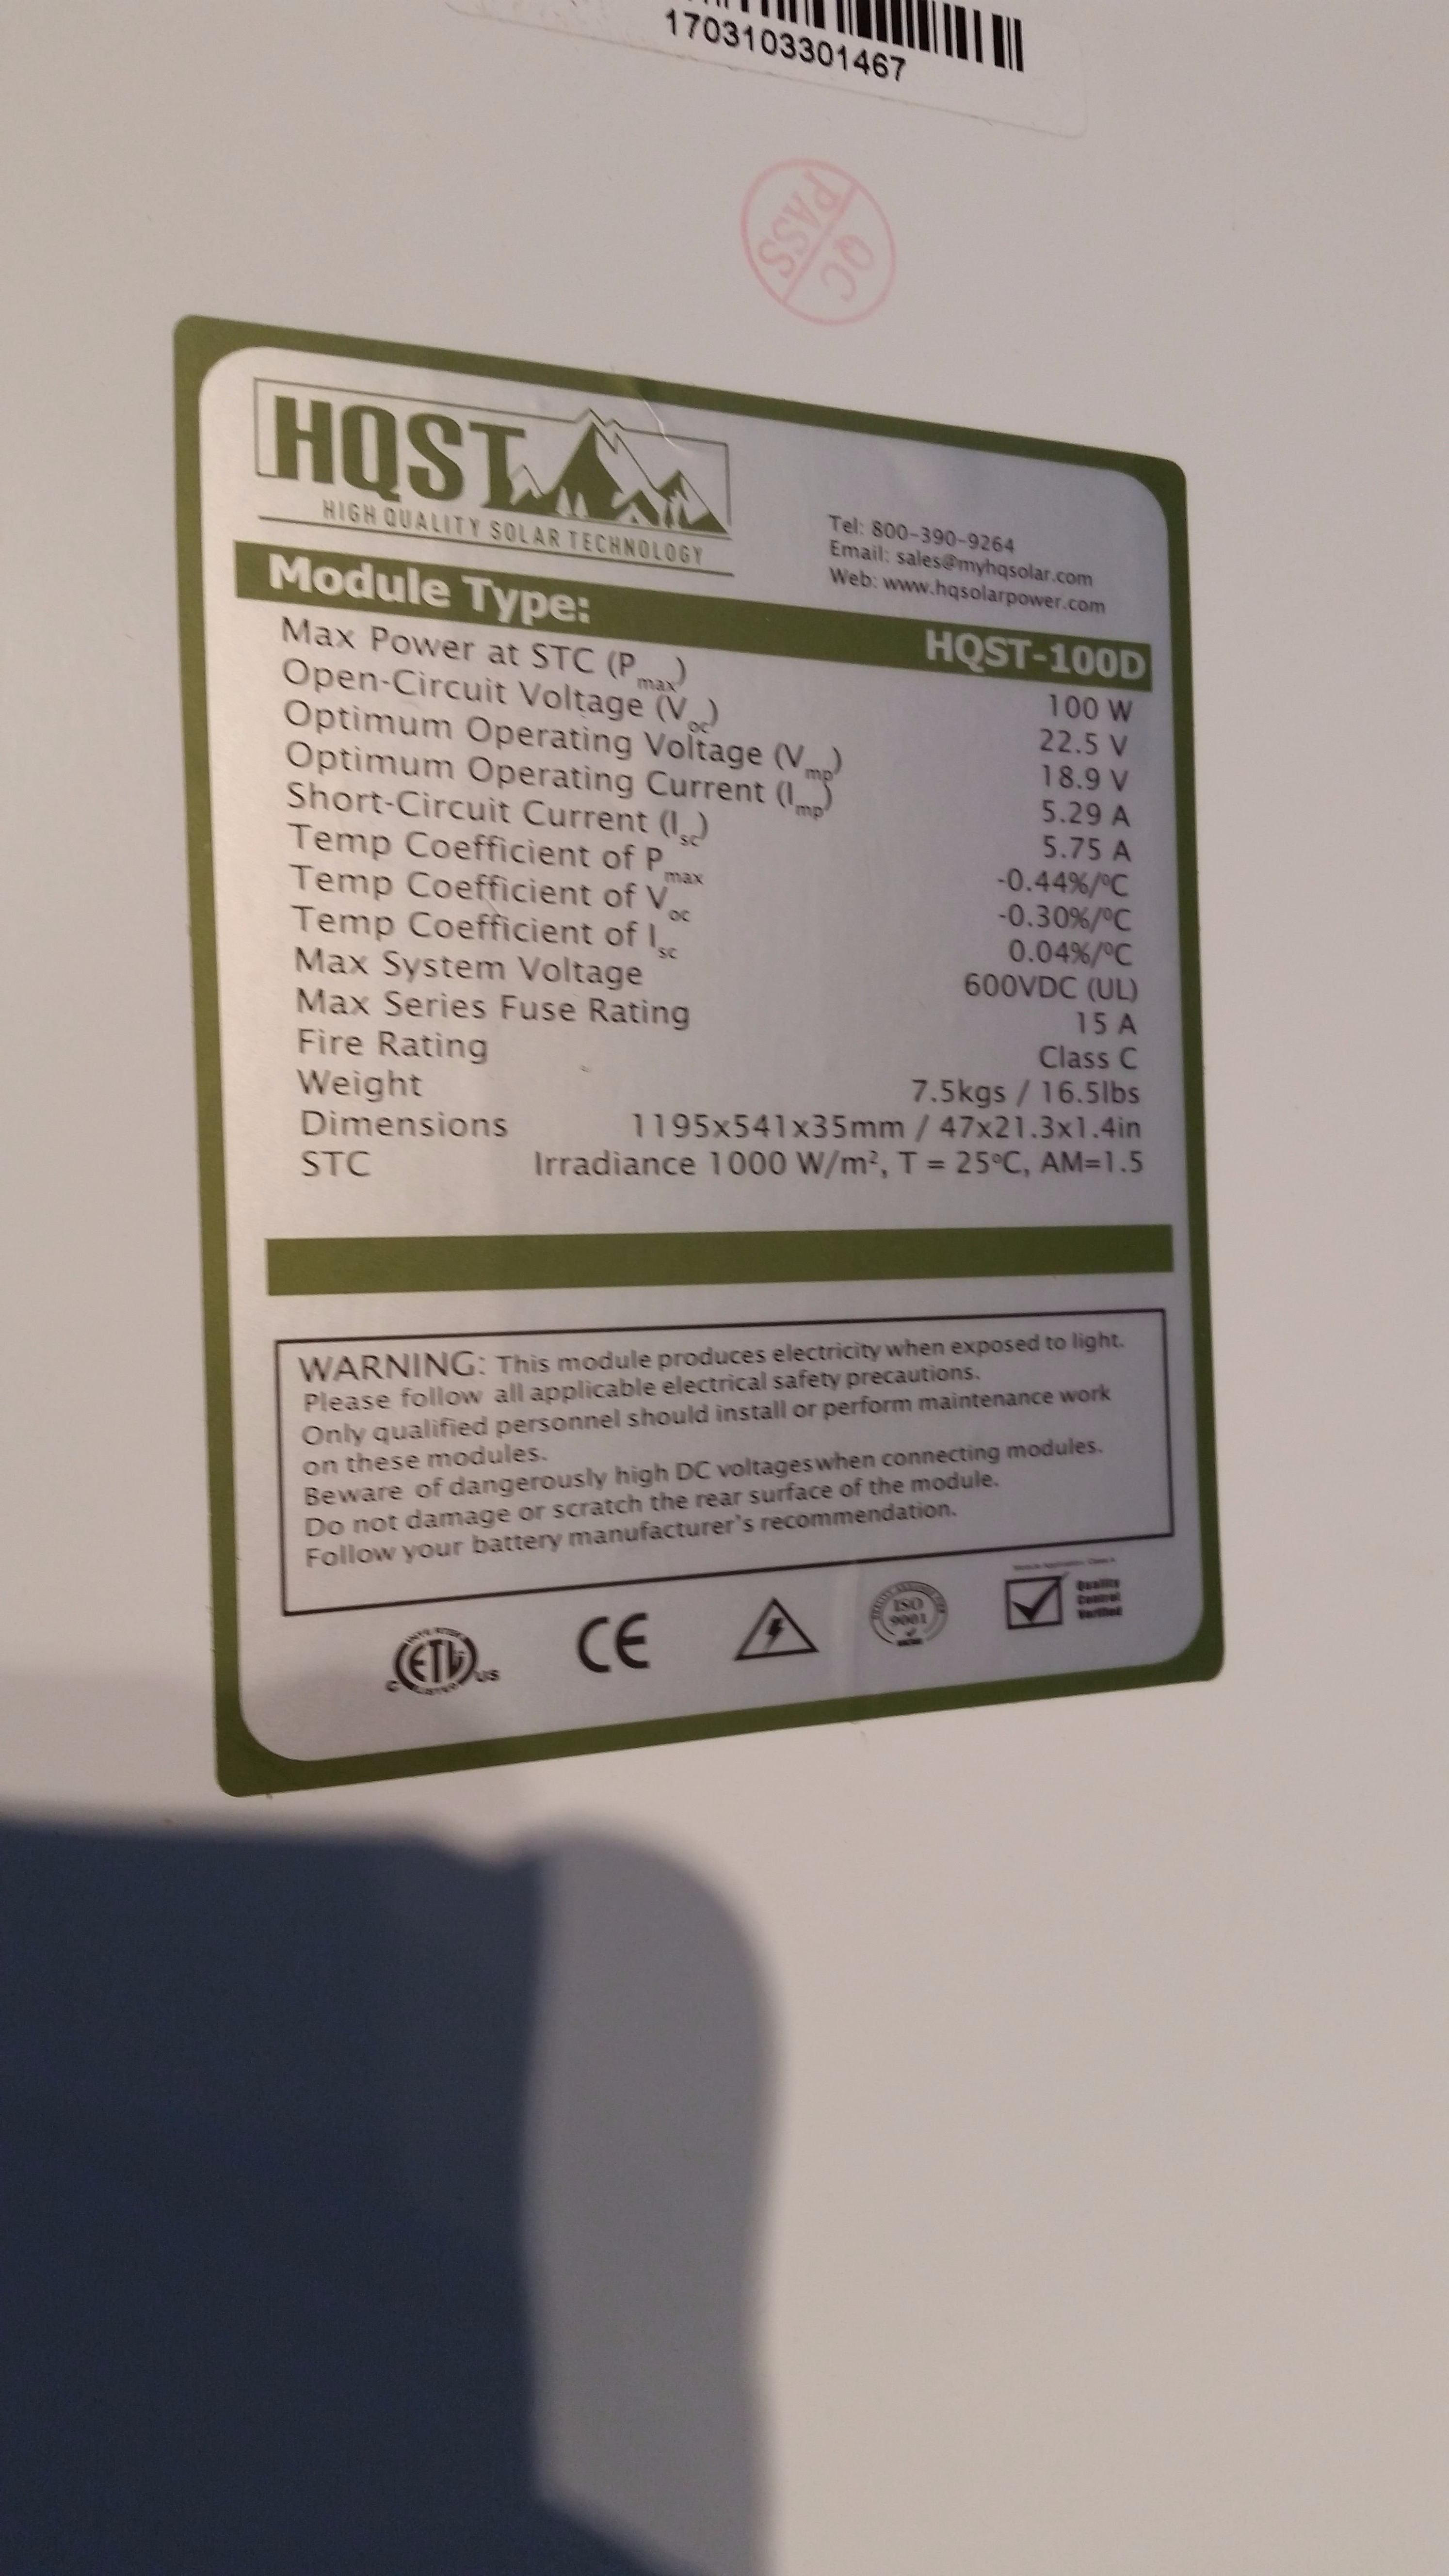 1703103301467
QC PASS
HQST
HIGH QUALITY SOLAR TECHNOLOGY
Tel: 800-390-9264
Email: sales@myhqsolar.com
Web: www.hqsolarpower.com
Module Type: HQST-100D
Max Power at STC (Pmax) 100 W
Open-Circuit Voltage (Voc) 22.5 V
Optimum Operating Voltage (Vmp) 18.9 V
Optimum Operating Current (Imp) 5.29 A
Short-Circuit Current (Isc) 5.75 A
Temp Coefficient of Pmax -0.44%/ºC
Temp Coefficient of Voc -0.30%/ºC
Temp Coefficient of Isc 0.04%/ºC
Max System Voltage 600VDC (UL)
Max Series Fuse Rating 15 A
Fire Rating Class C
Weight 7.5kgs / 16.5lbs
Dimensions 1195x541x35mm / 47x21.3x1.4in
STC Irradiance 1000 W/m², T = 25ºC, AM=1.5
WARNING: This module produces electricity when exposed to light.
Please follow all applicable electrical safety precautions.
Only qualified personnel should install or perform maintenance work
on these modules.
Beware of dangerously high DC voltages when connecting modules.
Do not damage or scratch the rear surface of the module.
Follow your battery manufacturer's recommendation.
C ETL US
LISTED
CE
ISO
9001
Quality
Control
Verified